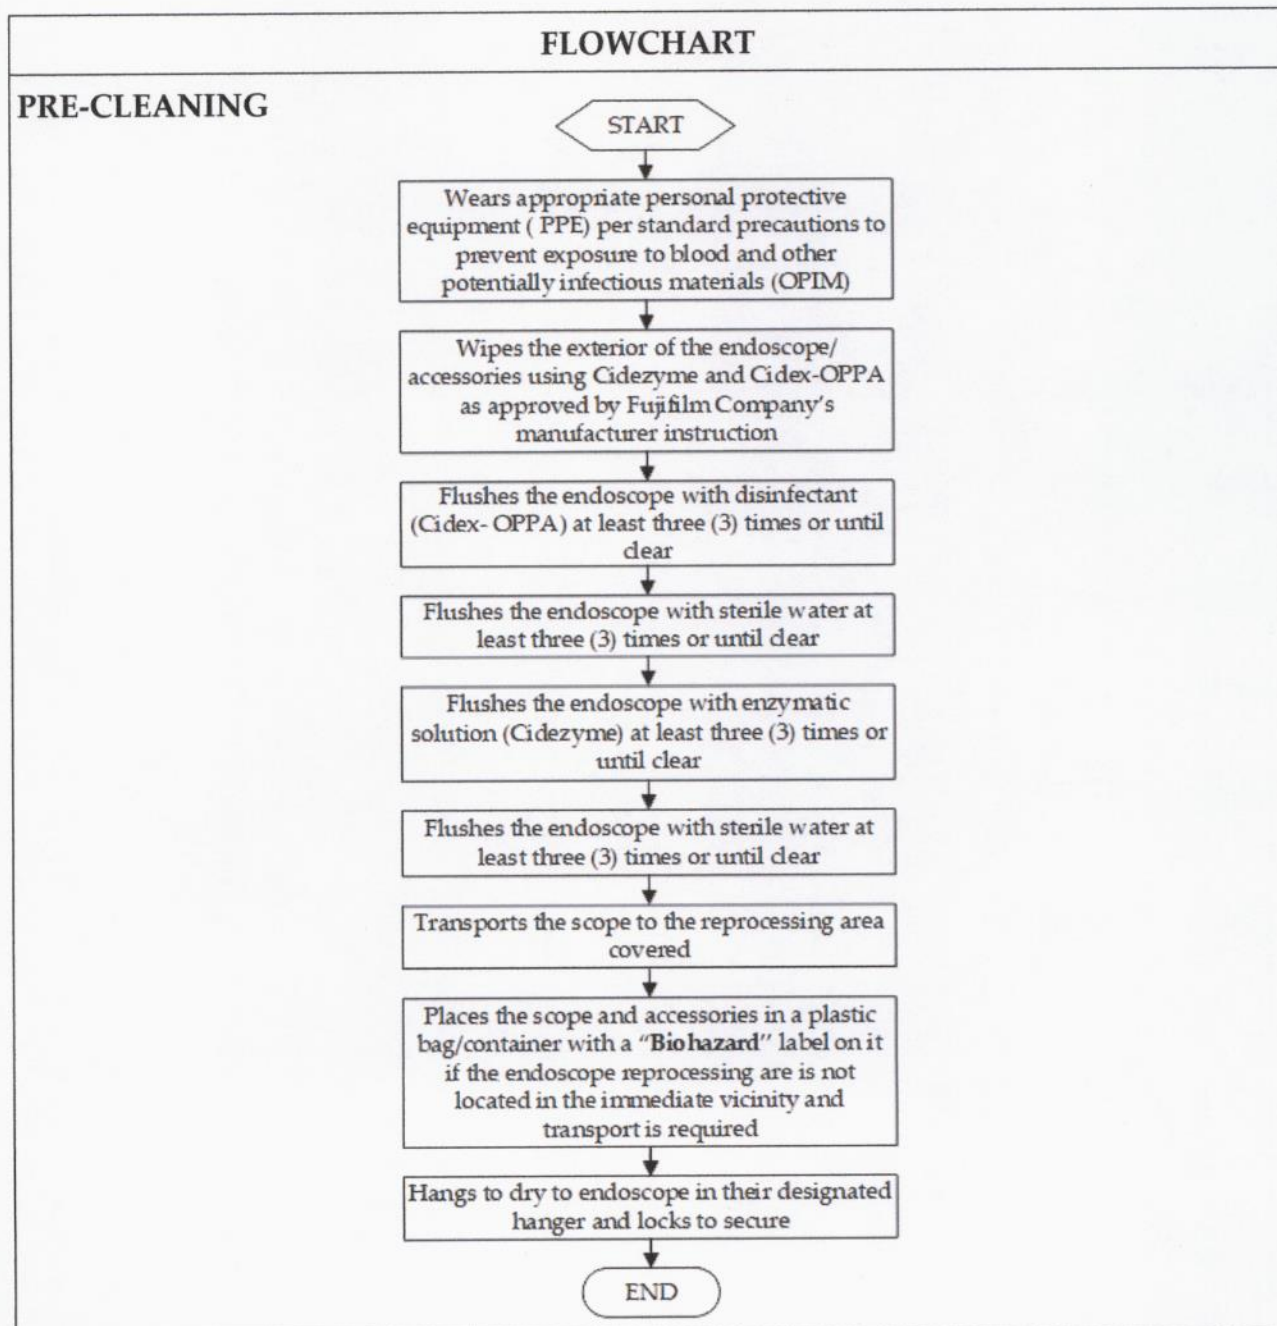 FLOWCHART
PRE-CLEANING
START
Wears appropriate personal protective
equipment ( PPE) per standard precautions to
prevent exposure to blood and other
potentially infectious materials (OPIM)
Wipes the exterior of the endoscope/
accessories using Cidezyme and Cidex-OPPA
as approved by Fujifilm Company's
manufacturer instruction
Flushes the endoscope with disinfectant
(Cidex- OPPA) at least three (3) times or until
clear
Flushes the endoscope with sterile water at
least three (3) times or until clear
Flushes the endoscope with enzymatic
solution (Cidezyme) at least three (3) times or
until clear
Flushes the endoscope with sterile water at
least three (3) times or until clear
Transports the scope to the reprocessing area
covered
Places the scope and accessories in a plastic
bag/container with a "Biohazard" label on it
if the endoscope reprocessing are is not
located in the immediate vicinity and
transport is required
Hangs to dry to endoscope in their designated
hanger and locks to secure
END